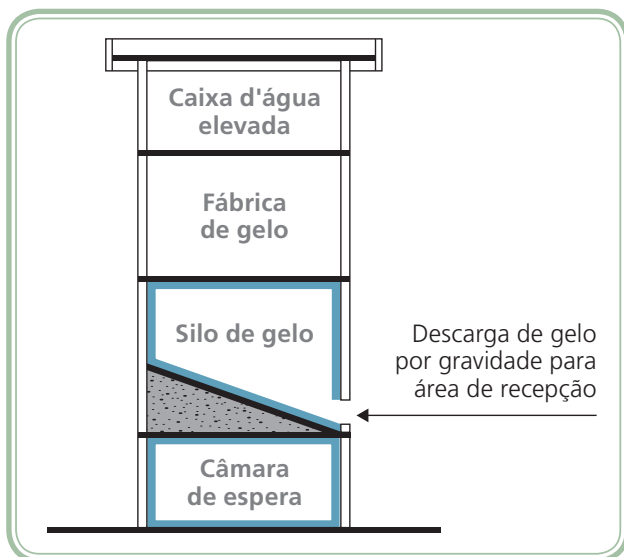 Caixa d'água
elevada
Fábrica
de gelo
Silo de gelo
Descarga de gelo
por gravidade para
área de recepção
Câmara
de espera